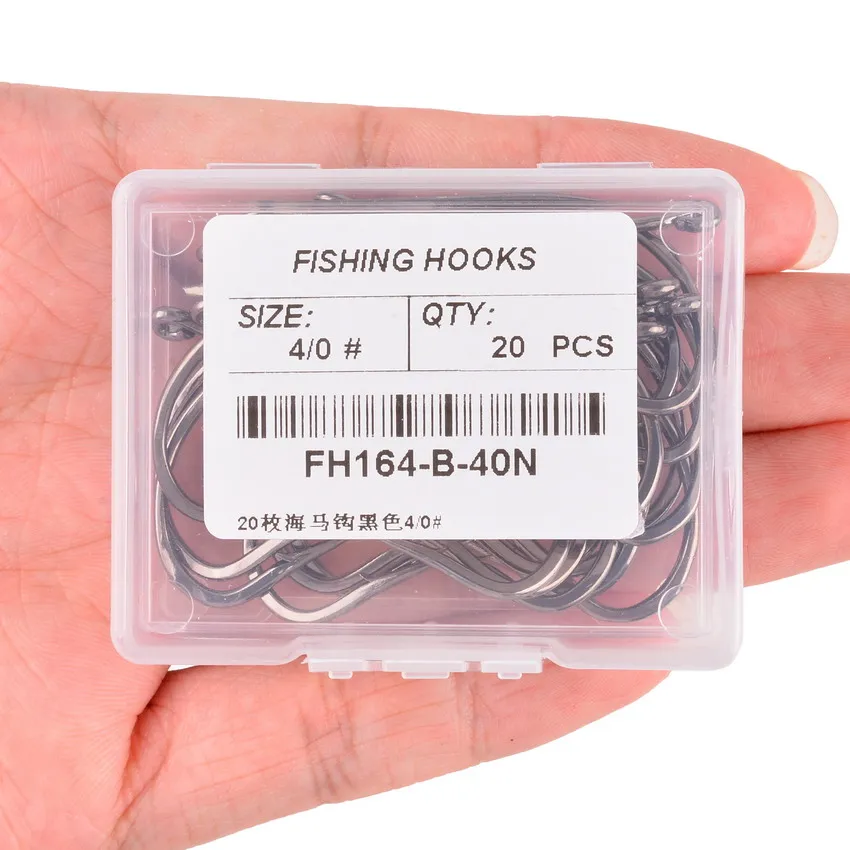 FISHING HOOKS
SIZE: QTY:
4/0 # 20 PCS
FH164-B-40N
20枚海马钩黑色4/0#